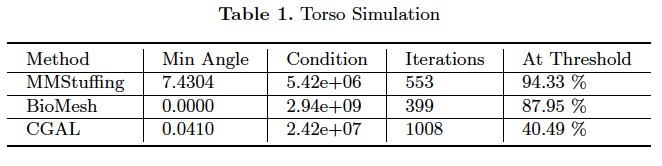 Table 1. Torso Simulation
Method Min Angle Condition Iterations At Threshold
MMStuffing 7.4304 5.42e+06 553 94.33 %
BioMesh 0.0000 2.94e+09 399 87.95 %
CGAL 0.0410 2.42e+07 1008 40.49 %